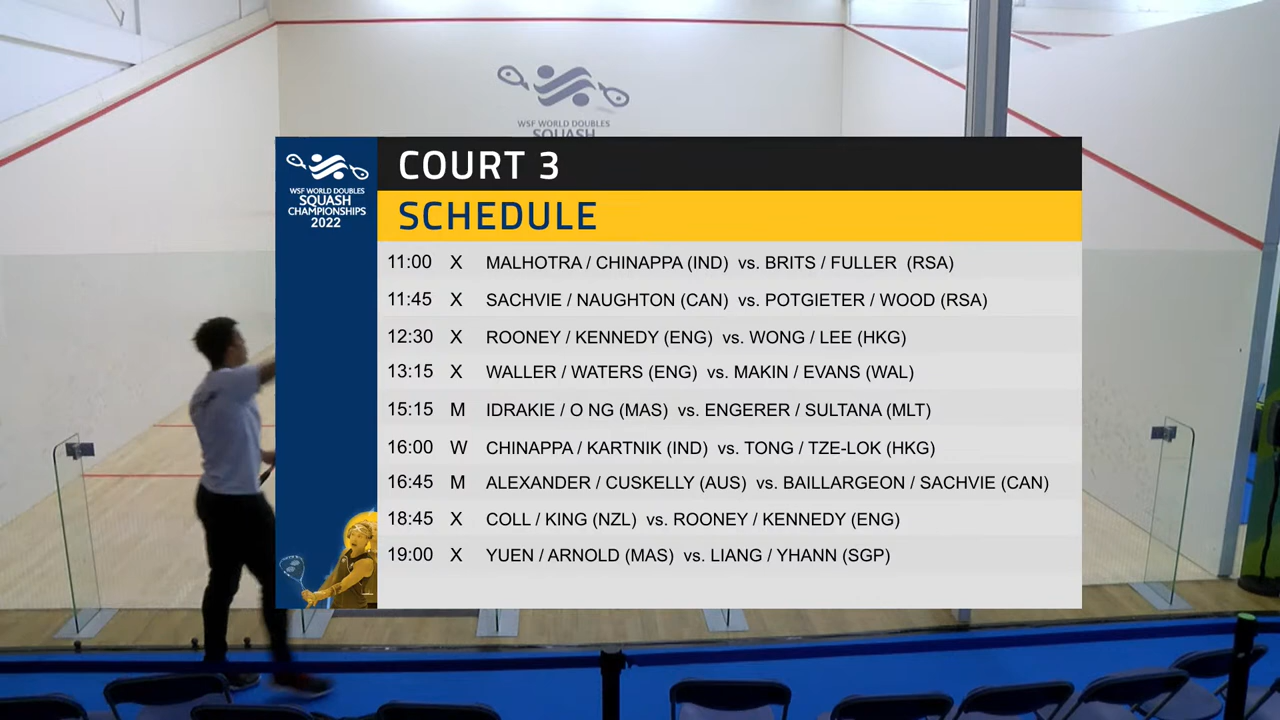 WSF WORLD DOUBLES
SQUASH
WSF WORLD DOUBLES
SQUASH
CHAMPIONSHIPS
2022
COURT 3
SCHEDULE
11:00 X MALHOTRA / CHINAPPA (IND) vs. BRITS / FULLER (RSA)
11:45 X SACHVIE / NAUGHTON (CAN) vs. POTGIETER / WOOD (RSA)
12:30 X ROONEY / KENNEDY (ENG) vs. WONG / LEE (HKG)
13:15 X WALLER / WATERS (ENG) vs. MAKIN / EVANS (WAL)
15:15 M IDRAKIE / O NG (MAS) vs. ENGERER / SULTANA (MLT)
16:00 W CHINAPPA / KARTNIK (IND) vs. TONG / TZE-LOK (HKG)
16:45 M ALEXANDER / CUSKELLY (AUS) vs. BAILLARGEON / SACHVIE (CAN)
18:45 X COLL / KING (NZL) vs. ROONEY / KENNEDY (ENG)
19:00 X YUEN / ARNOLD (MAS) vs. LIANG / YHANN (SGP)